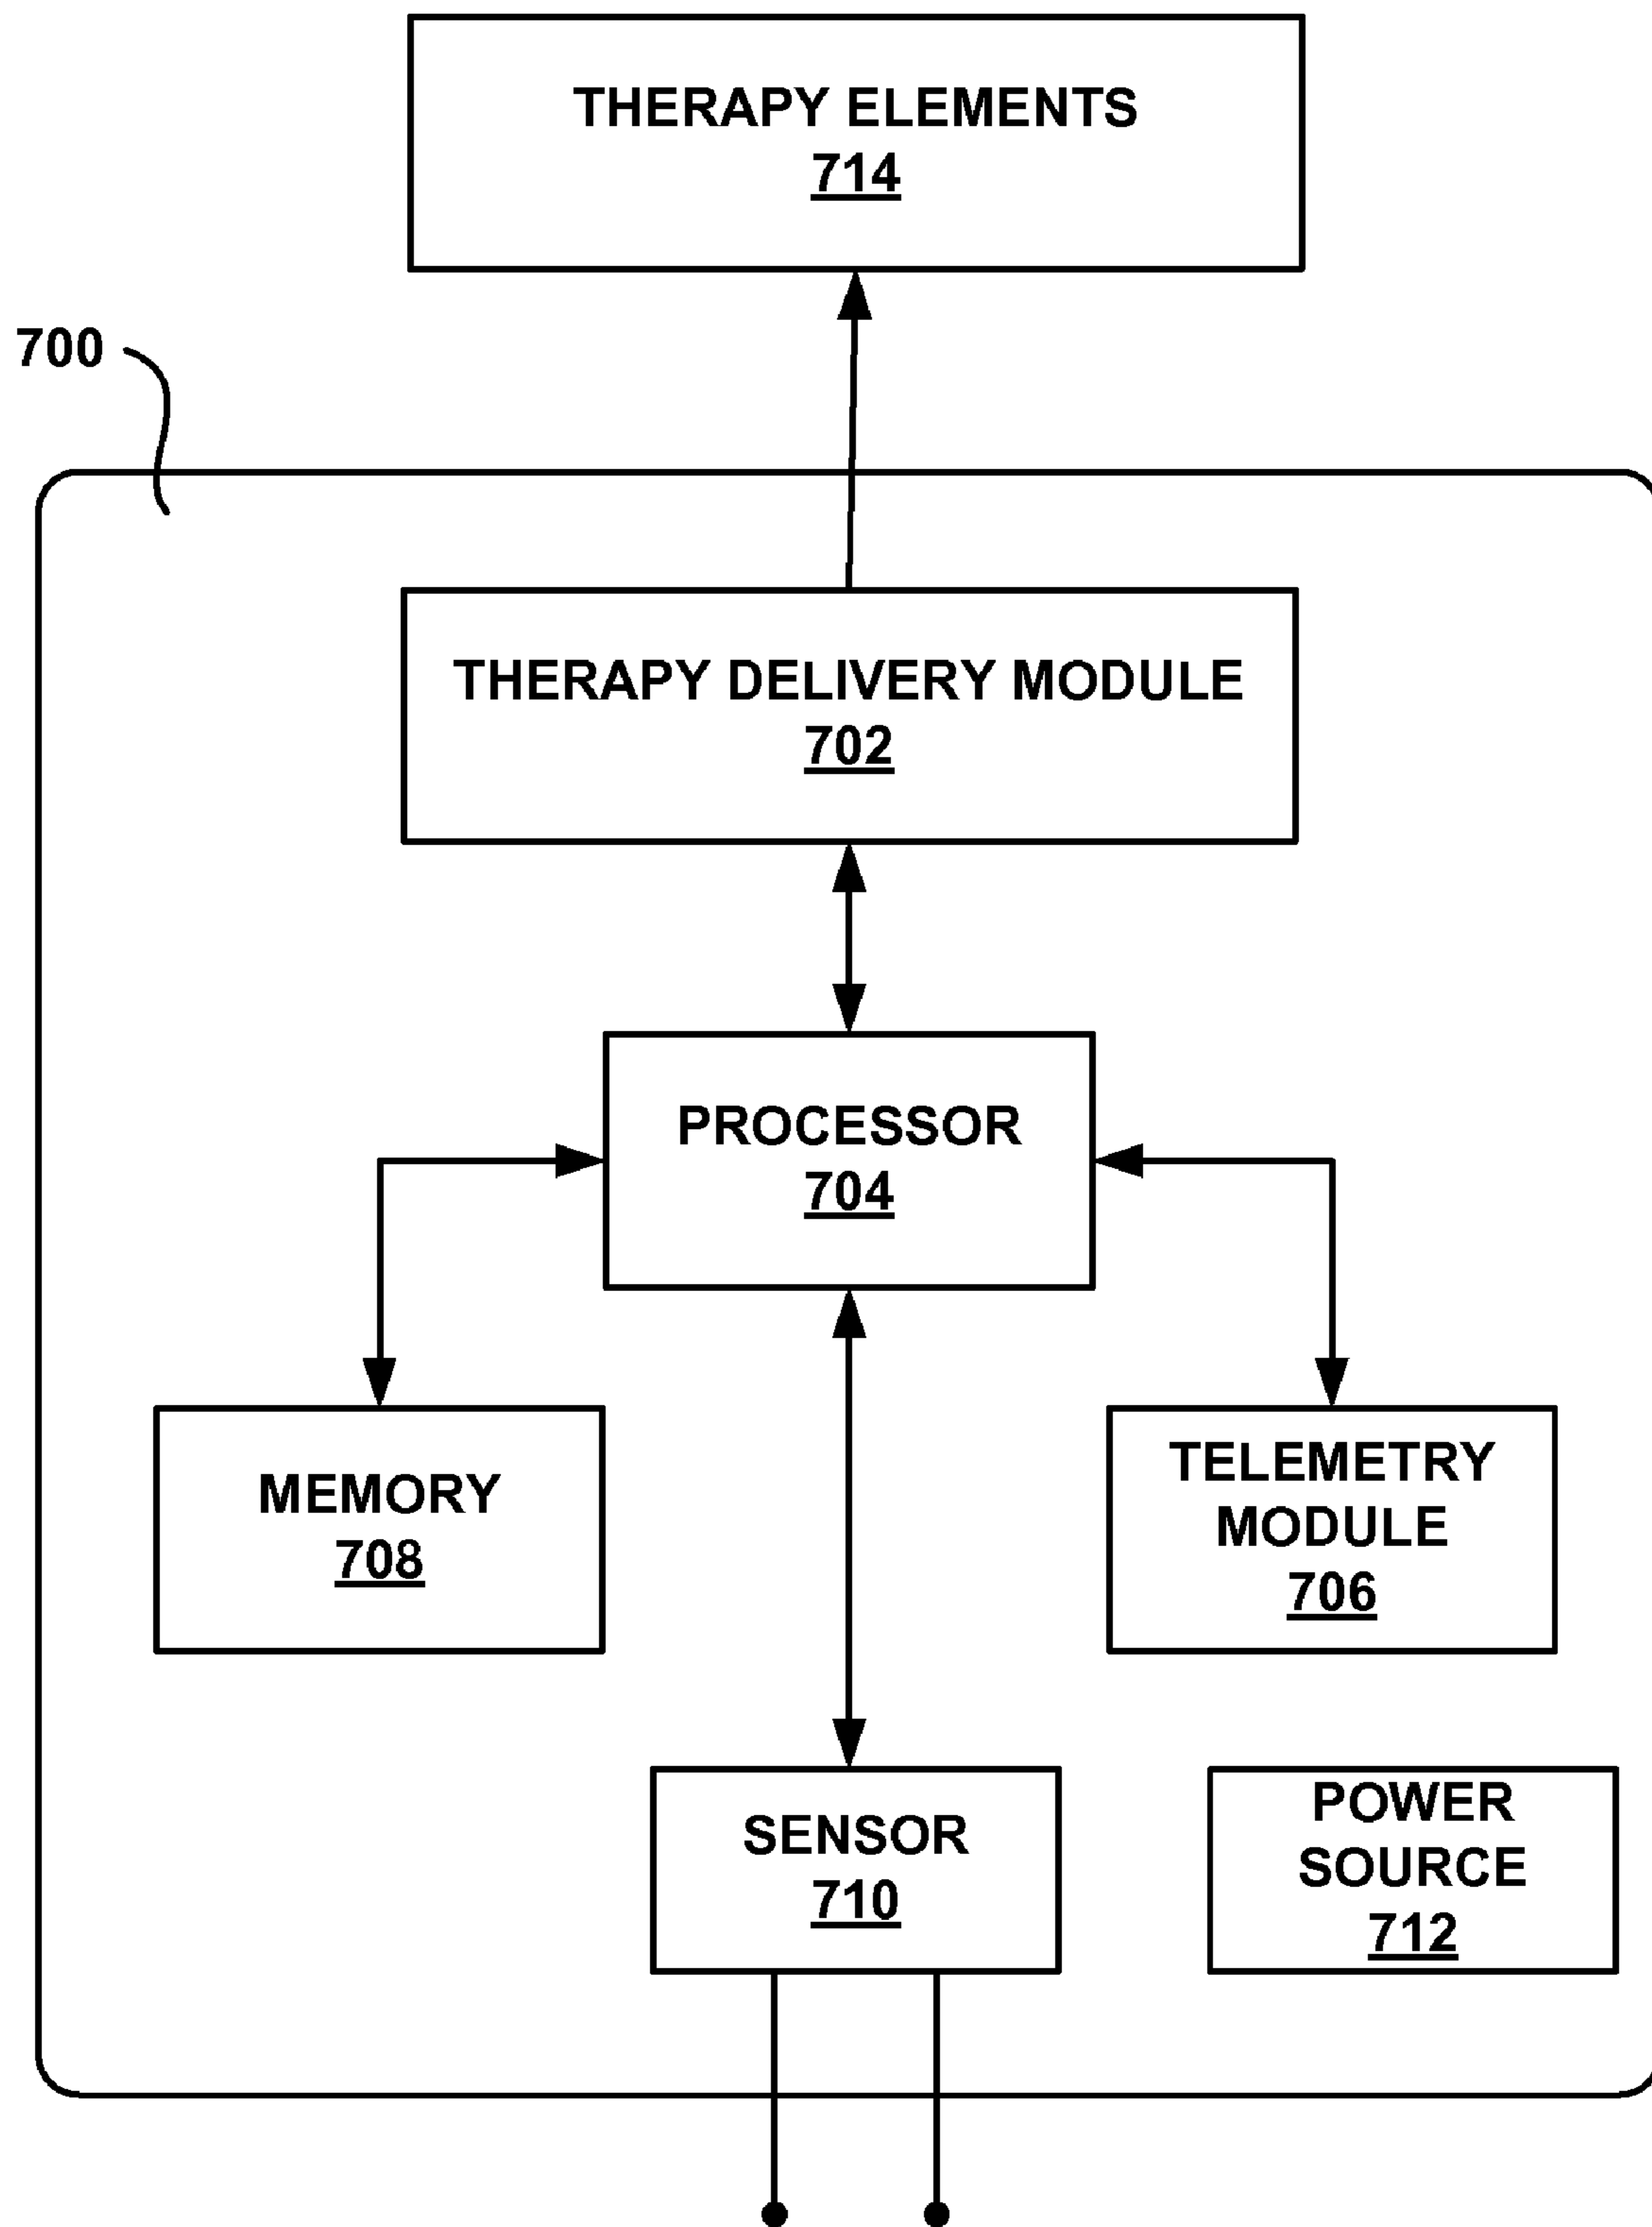 THERAPY ELEMENTS
714
700
THERAPY DELIVERY MODULE
702
PROCESSOR
704
MEMORY
708
TELEMETRY
MODULE
706
SENSOR
710
POWER
SOURCE
712